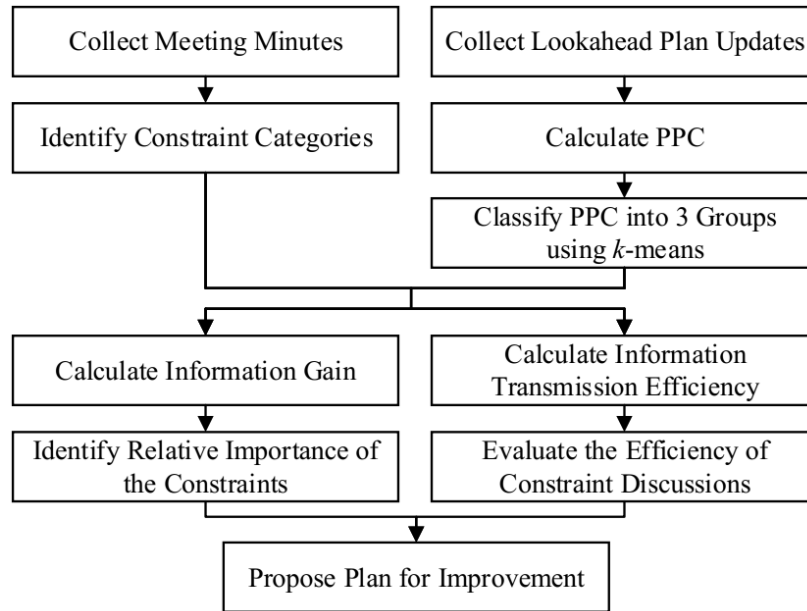 Collect Meeting Minutes
Collect Lookahead Plan Updates
Identify Constraint Categories
Calculate PPC
Classify PPC into 3 Groups
using k-means
Calculate Information Gain
Calculate Information
Transmission Efficiency
Identify Relative Importance of
the Constraints
Evaluate the Efficiency of
Constraint Discussions
Propose Plan for Improvement